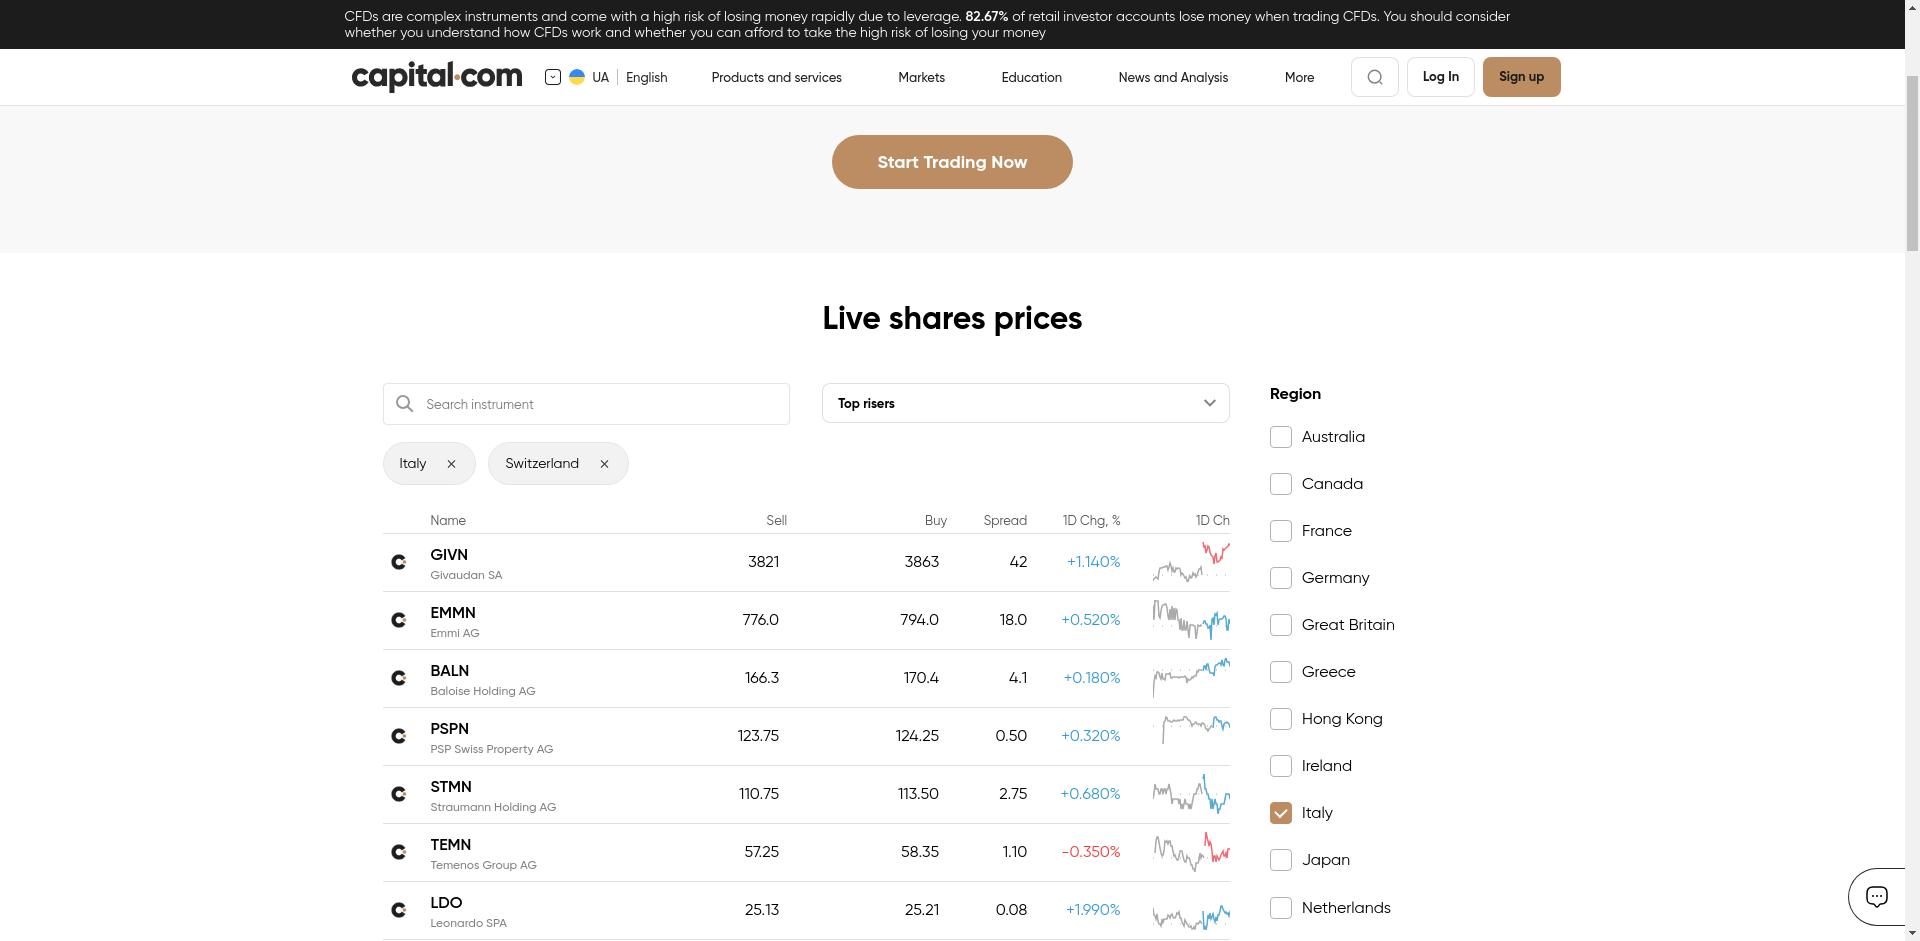 CFDs are complex instruments and come with a high risk of losing money rapidly due to leverage. 82.67% of retail investor accounts lose money when trading CFDs. You should consider
whether you understand how CFDs work and whether you can afford to take the high risk of losing your money
capital.com
UA English
Products and services
Markets
Education
News and Analysis
More
Log In
Sign up
Start Trading Now
Live shares prices
Search instrument
Top risers
Italy
Switzerland
Name Sell Buy Spread 1D Chg, % 1D Ch
GIVN 3821 3863 42 +1.140%
Givaudan SA
EMMN 776.0 794.0 18.0 +0.520%
Emmi AG
BALN 166.3 170.4 4.1 +0.180%
Baloise Holding AG
PSPN 123.75 124.25 0.50 +0.320%
PSP Swiss Property AG
STMN 110.75 113.50 2.75 +0.680%
Straumann Holding AG
TEMN 57.25 58.35 1.10 -0.350%
Temenos Group AG
LDO 25.13 25.21 0.08 +1.990%
Leonardo SPA
Region
Australia
Canada
France
Germany
Great Britain
Greece
Hong Kong
Ireland
Italy
Japan
Netherlands